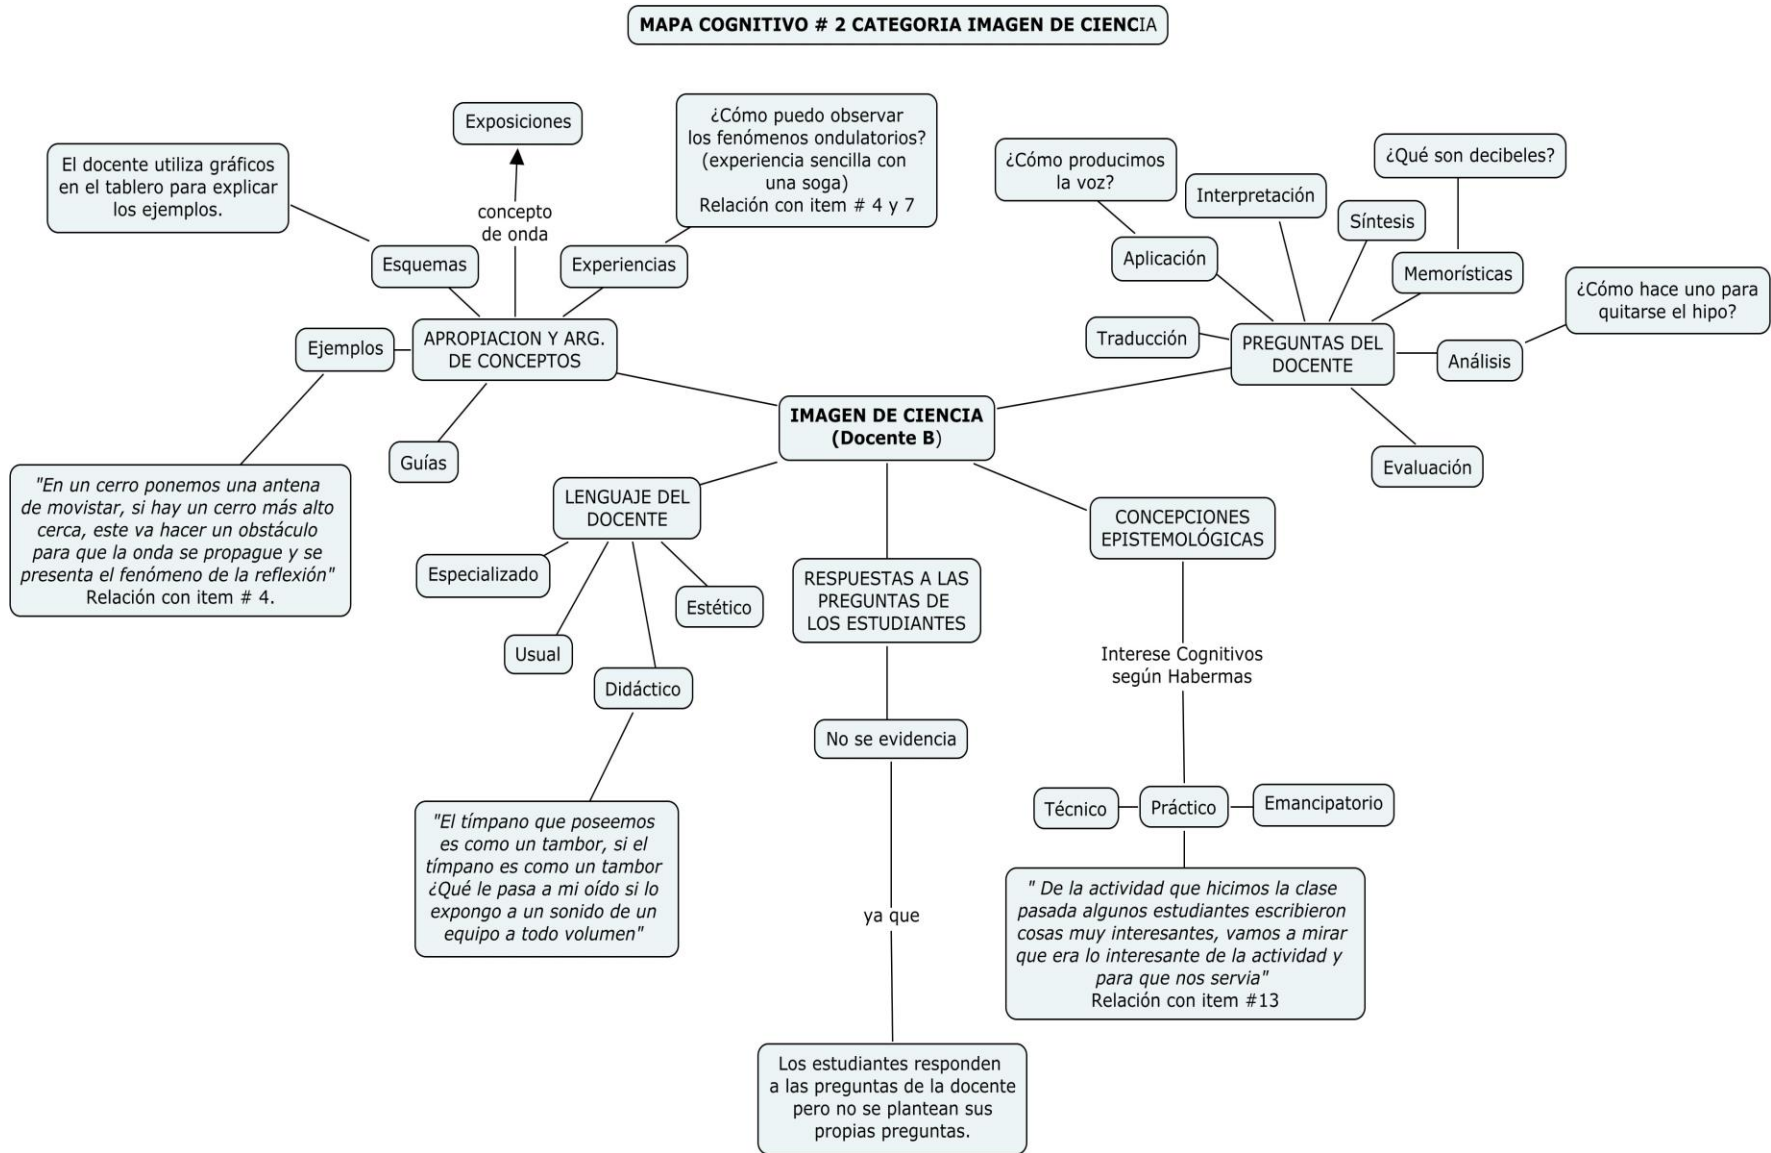 MAPA COGNITIVO # 2 CATEGORIA IMAGEN DE CIENCIA
Exposiciones
¿Cómo puedo observar
los fenómenos ondulatorios?
(experiencia sencilla con
una soga)
Relación con item # 4 y 7
El docente utiliza gráficos
en el tablero para explicar
los ejemplos.
concepto
de onda
Esquemas
Experiencias
Ejemplos
APROPIACION Y ARG.
DE CONCEPTOS
Guías
"En un cerro ponemos una antena
de movistar, si hay un cerro más alto
cerca, este va hacer un obstáculo
para que la onda se propague y se
presenta el fenómeno de la reflexión"
Relación con item # 4.
¿Cómo producimos
la voz?
Interpretación
¿Qué son decibeles?
Síntesis
Aplicación
Memorísticas
¿Cómo hace uno para
quitarse el hipo?
Traducción
PREGUNTAS DEL
DOCENTE
Análisis
Evaluación
IMAGEN DE CIENCIA
(Docente B)
LENGUAJE DEL
DOCENTE
Especializado
Usual
Didáctico
Estético
"El tímpano que poseemos
es como un tambor, si el
tímpano es como un tambor
¿Qué le pasa a mi oído si lo
expongo a un sonido de un
equipo a todo volumen"
RESPUESTAS A LAS
PREGUNTAS DE
LOS ESTUDIANTES
No se evidencia
ya que
Los estudiantes responden
a las preguntas de la docente
pero no se plantean sus
propias preguntas.
CONCEPCIONES
EPISTEMOLÓGICAS
Interese Cognitivos
según Habermas
Técnico
Práctico
Emancipatorio
" De la actividad que hicimos la clase
pasada algunos estudiantes escribieron
cosas muy interesantes, vamos a mirar
que era lo interesante de la actividad y
para que nos servia"
Relación con item #13